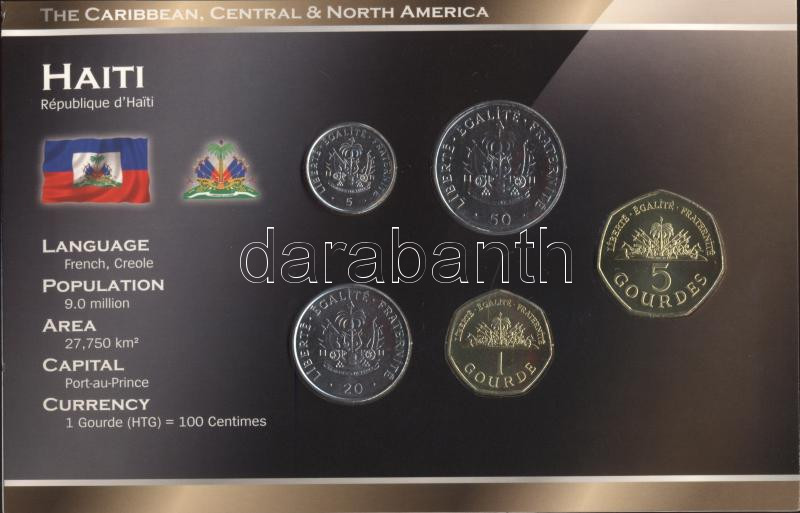 THE CARIBBEAN, CENTRAL & NORTH AMERICA
HAITI
République d'Haïti
LANGUAGE
French, Creole
POPULATION
9.0 million
AREA
27,750 km²
CAPITAL
Port-au-Prince
CURRENCY
1 Gourde (HTG) = 100 Centimes
LIBERTÉ · ÉGALITÉ · FRATERNITÉ
· 5 ·
LIBERTÉ · ÉGALITÉ · FRATERNITÉ
· 50 ·
LIBERTÉ · ÉGALITÉ · FRATERNITÉ
5
GOURDES
LIBERTÉ · ÉGALITÉ · FRATERNITÉ
· 20 ·
LIBERTÉ · ÉGALITÉ · FRATERNITÉ
1
GOURDE
darabanth